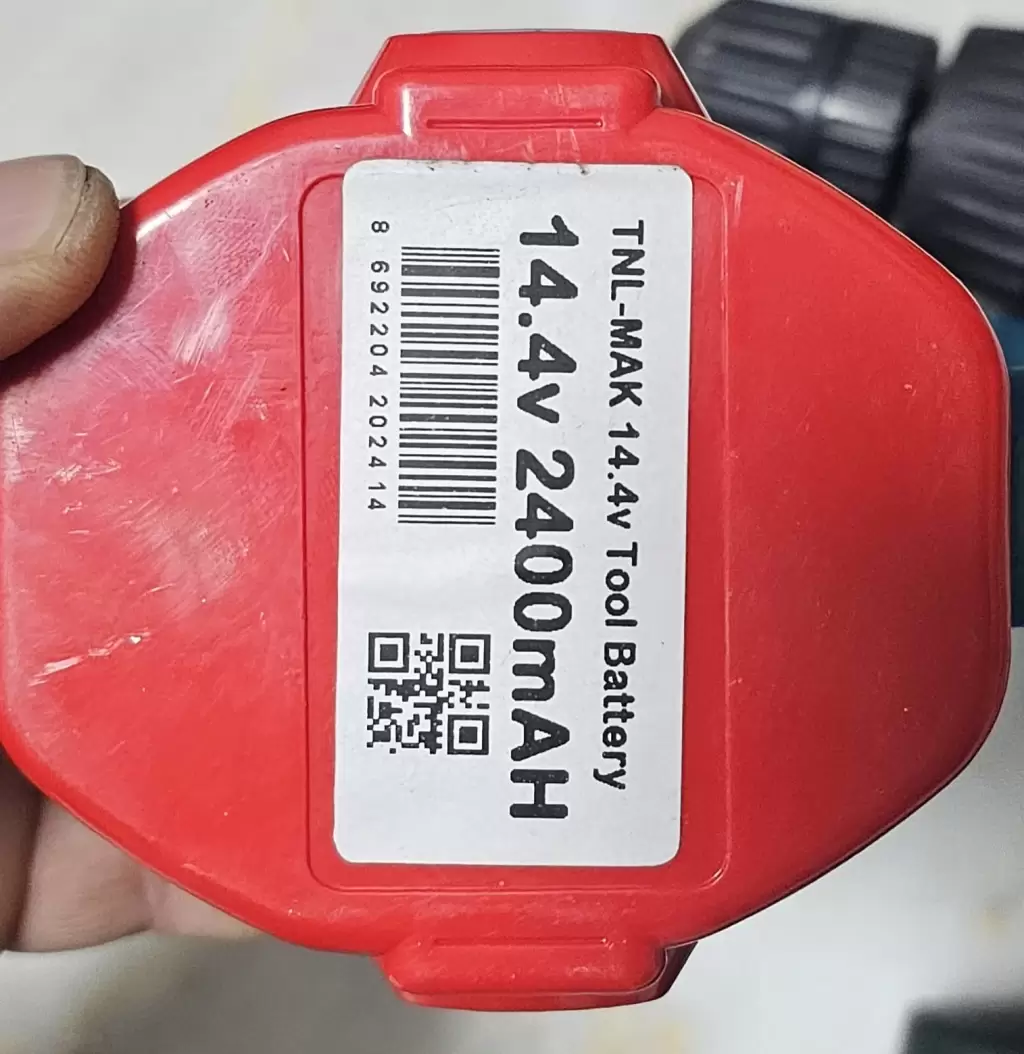 TNL-MAK 14.4v Tool Battery
14.4v 2400mAH
8 692204 202414